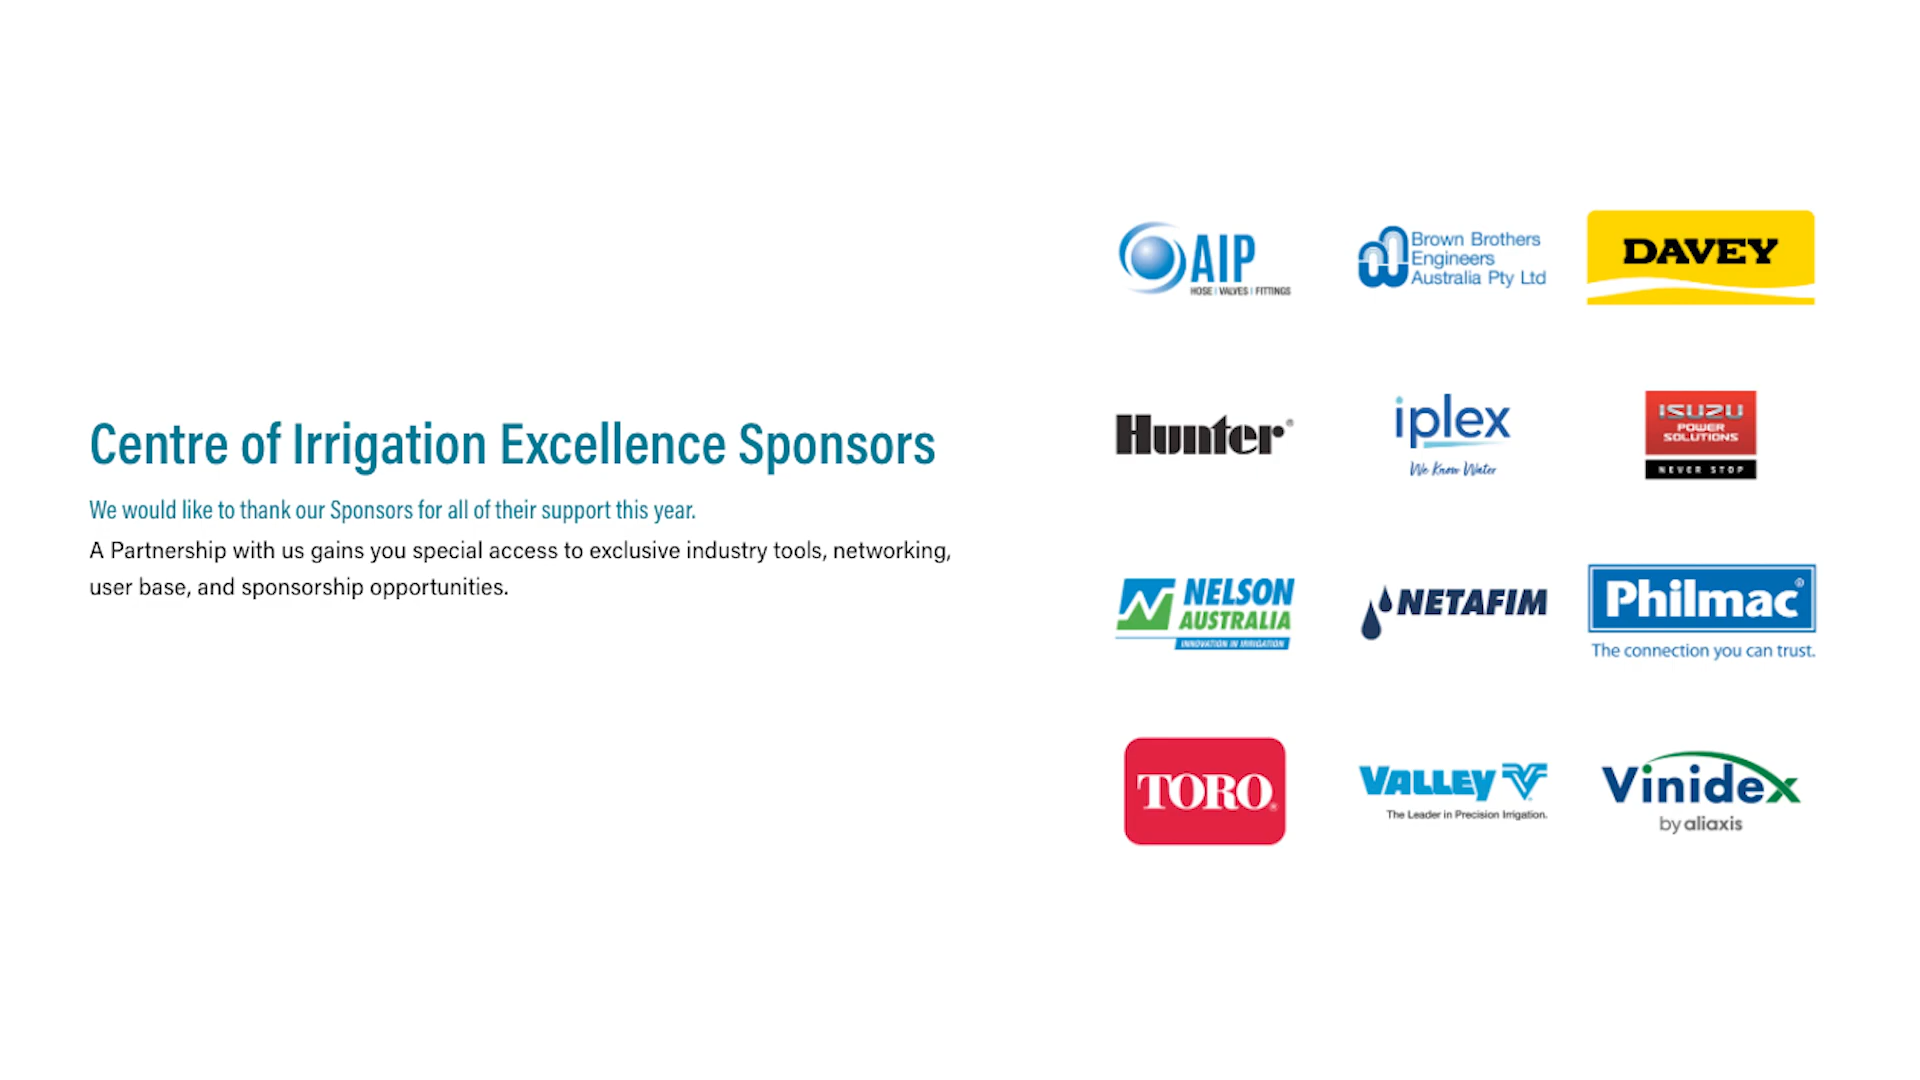 Centre of Irrigation Excellence Sponsors
We would like to thank our Sponsors for all of their support this year.
A Partnership with us gains you special access to exclusive industry tools, networking,
user base, and sponsorship opportunities.
AIP
HOSE | VALVES | FITTINGS
Brown Brothers
Engineers
Australia Pty Ltd
DAVEY
Hunter®
iplex
We Know Water
ISUZU
POWER
SOLUTIONS
NEVER STOP
NELSON
AUSTRALIA
INNOVATION IN IRRIGATION
NETAFIM
Philmac®
The connection you can trust.
TORO®
VALLEY
The Leader in Precision Irrigation.
Vinidex
by aliaxis